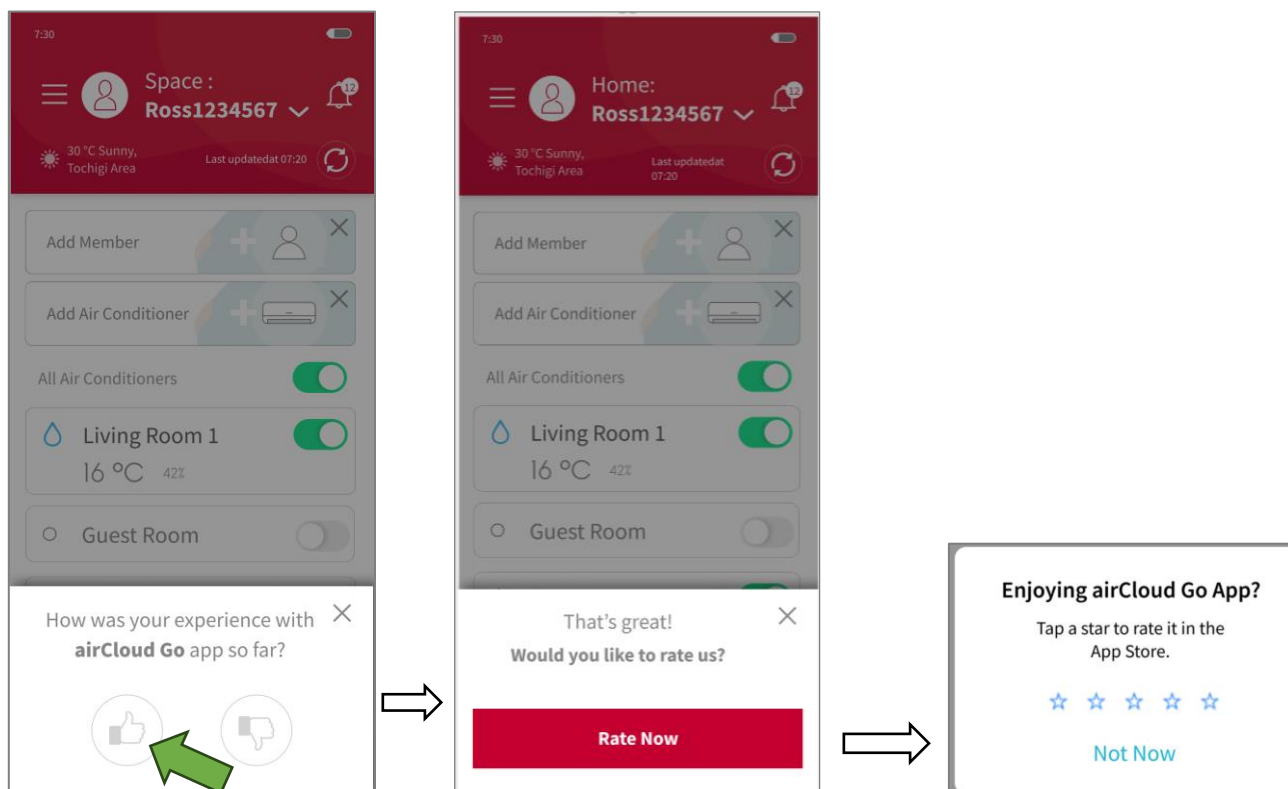 7:30
Space :
Ross1234567
12
30 °C Sunny,
Tochigi Area
Last updatedat 07:20
Add Member
Add Air Conditioner
All Air Conditioners
Living Room 1
16 °C 42%
Guest Room
How was your experience with
airCloud Go app so far?
7:30
Home:
Ross1234567
12
30 °C Sunny,
Tochigi Area
Last updatedat
07:20
Add Member
Add Air Conditioner
All Air Conditioners
Living Room 1
16 °C 42%
Guest Room
That's great!
Would you like to rate us?
Rate Now
Enjoying airCloud Go App?
Tap a star to rate it in the
App Store.
Not Now